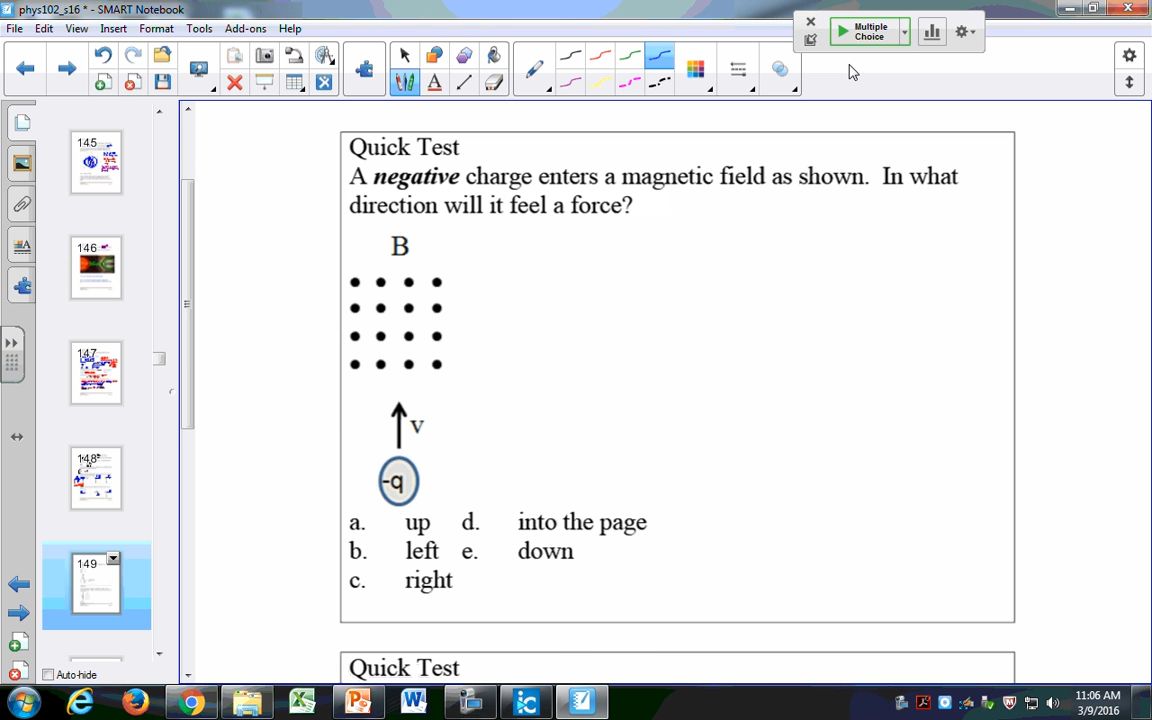 phys102_s16 * - SMART Notebook
File Edit View Insert Format Tools Add-ons Help
Multiple
Choice
145
146
147
148
149
Quick Test
A negative charge enters a magnetic field as shown. In what
direction will it feel a force?
B
v
-q
a. up d. into the page
b. left e. down
c. right
Quick Test
Auto-hide
11:06 AM
3/9/2016